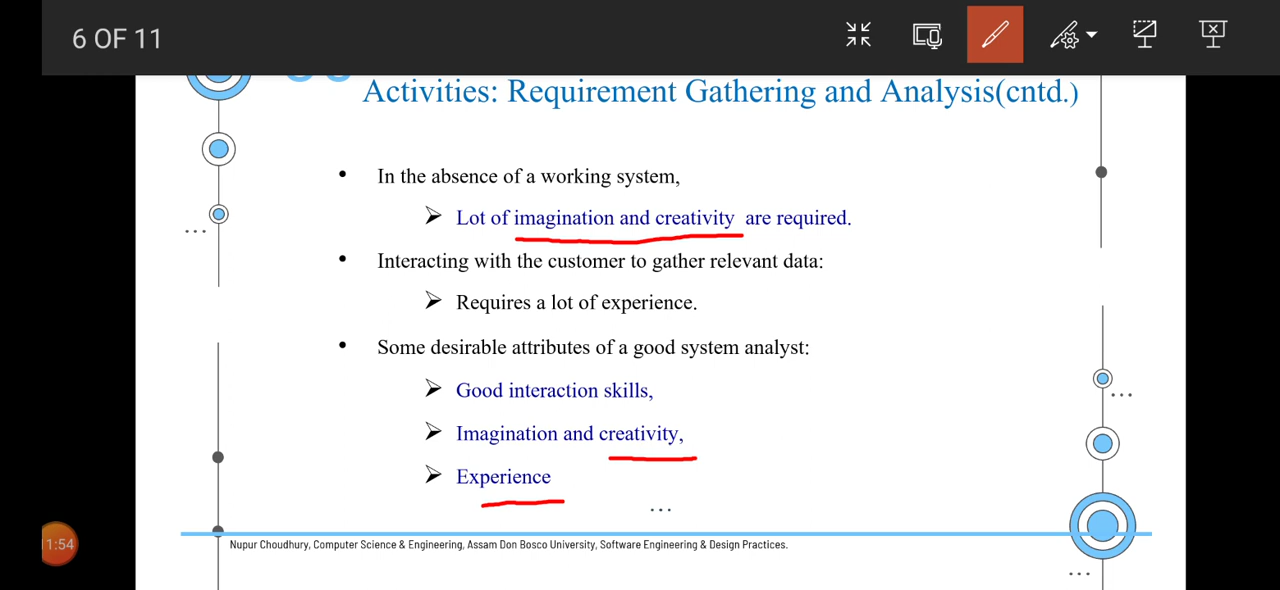 6 OF 11
Activities: Requirement Gathering and Analysis(cntd.)
• In the absence of a working system,
➢ Lot of imagination and creativity are required.
• Interacting with the customer to gather relevant data:
➢ Requires a lot of experience.
• Some desirable attributes of a good system analyst:
➢ Good interaction skills,
➢ Imagination and creativity,
➢ Experience
Nupur Choudhury, Computer Science & Engineering, Assam Don Bosco University, Software Engineering & Design Practices.
1:54